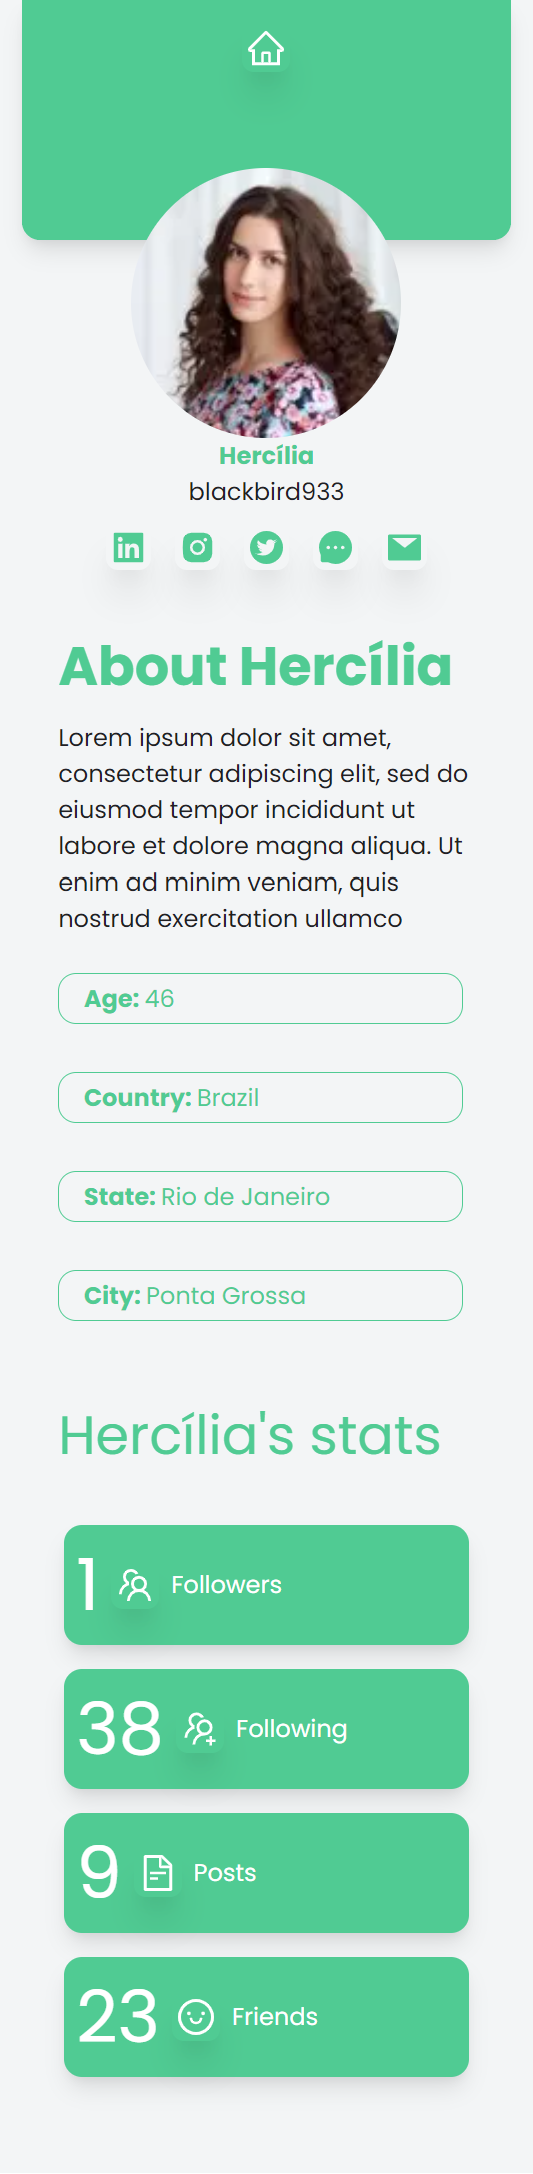 Hercília
blackbird933
About Hercília
Lorem ipsum dolor sit amet,
consectetur adipiscing elit, sed do
eiusmod tempor incididunt ut
labore et dolore magna aliqua. Ut
enim ad minim veniam, quis
nostrud exercitation ullamco
Age: 46
Country: Brazil
State: Rio de Janeiro
City: Ponta Grossa
Hercília's stats
1 Followers
38 Following
9 Posts
23 Friends